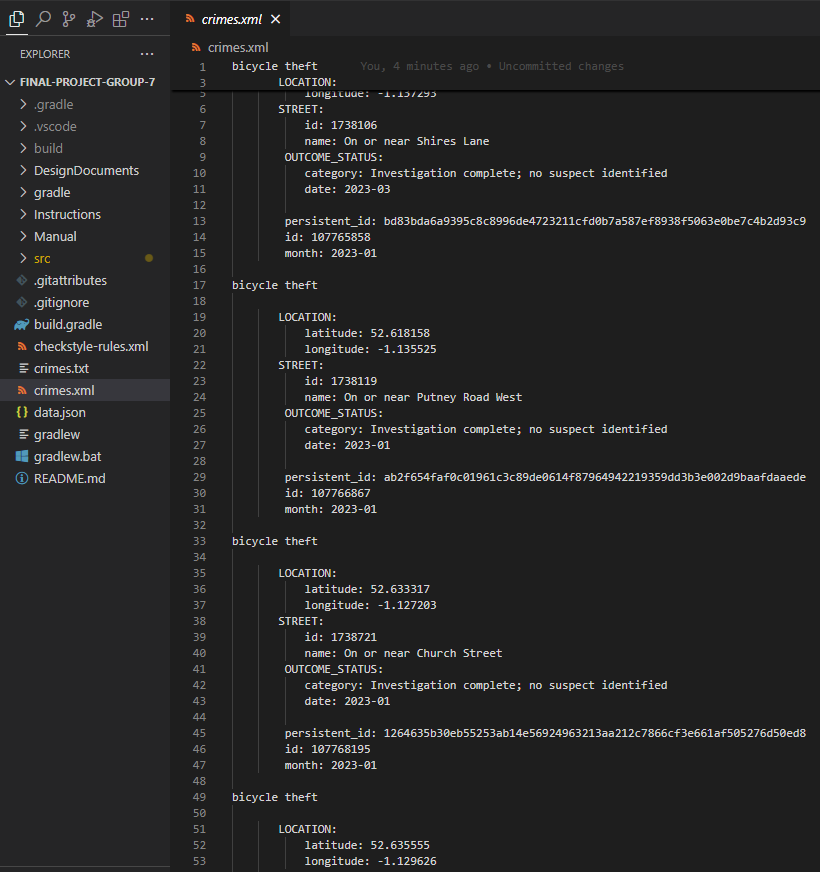 crimes.xml
EXPLORER
FINAL-PROJECT-GROUP-7
.gradle
.vscode
build
DesignDocuments
gradle
Instructions
Manual
src
.gitattributes
.gitignore
build.gradle
checkstyle-rules.xml
crimes.txt
crimes.xml
data.json
gradlew
gradlew.bat
README.md
crimes.xml
1 bicycle theft You, 4 minutes ago • Uncommitted changes
3 LOCATION:
5 longitude: -1.137293
6 STREET:
7 id: 1738106
8 name: On or near Shires Lane
9 OUTCOME_STATUS:
10 category: Investigation complete; no suspect identified
11 date: 2023-03
12
13 persistent_id: bd83bda6a9395c8c8996de4723211cfd0b7a587ef8938f5063e0be7c4b2d93c9
14 id: 107765858
15 month: 2023-01
16
17 bicycle theft
18
19 LOCATION:
20 latitude: 52.618158
21 longitude: -1.135525
22 STREET:
23 id: 1738119
24 name: On or near Putney Road West
25 OUTCOME_STATUS:
26 category: Investigation complete; no suspect identified
27 date: 2023-01
28
29 persistent_id: ab2f654faf0c01961c3c89de0614f87964942219359dd3b3e002d9baafdaaede
30 id: 107766867
31 month: 2023-01
32
33 bicycle theft
34
35 LOCATION:
36 latitude: 52.633317
37 longitude: -1.127203
38 STREET:
39 id: 1738721
40 name: On or near Church Street
41 OUTCOME_STATUS:
42 category: Investigation complete; no suspect identified
43 date: 2023-01
44
45 persistent_id: 1264635b30eb55253ab14e56924963213aa212c7866cf3e661af505276d50ed8
46 id: 107768195
47 month: 2023-01
48
49 bicycle theft
50
51 LOCATION:
52 latitude: 52.635555
53 longitude: -1.129626